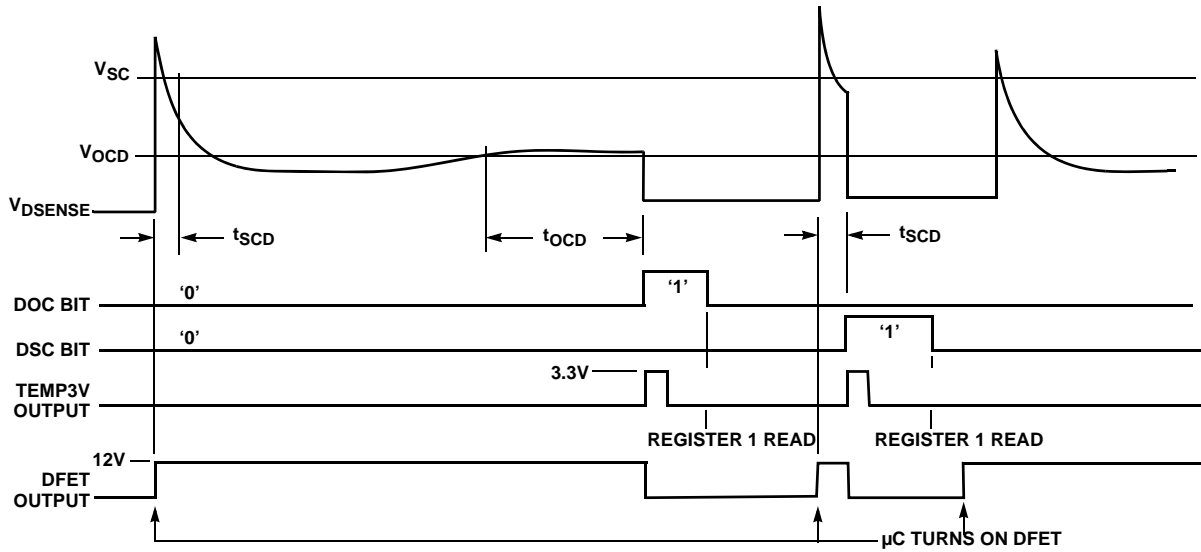 VSC
VOCD
VDSENSE
tSCD
tOCD
tSCD
DOC BIT
‘0’
‘1’
DSC BIT
‘0’
‘1’
3.3V
TEMP3V
OUTPUT
REGISTER 1 READ
REGISTER 1 READ
12V
DFET
OUTPUT
µC TURNS ON DFET